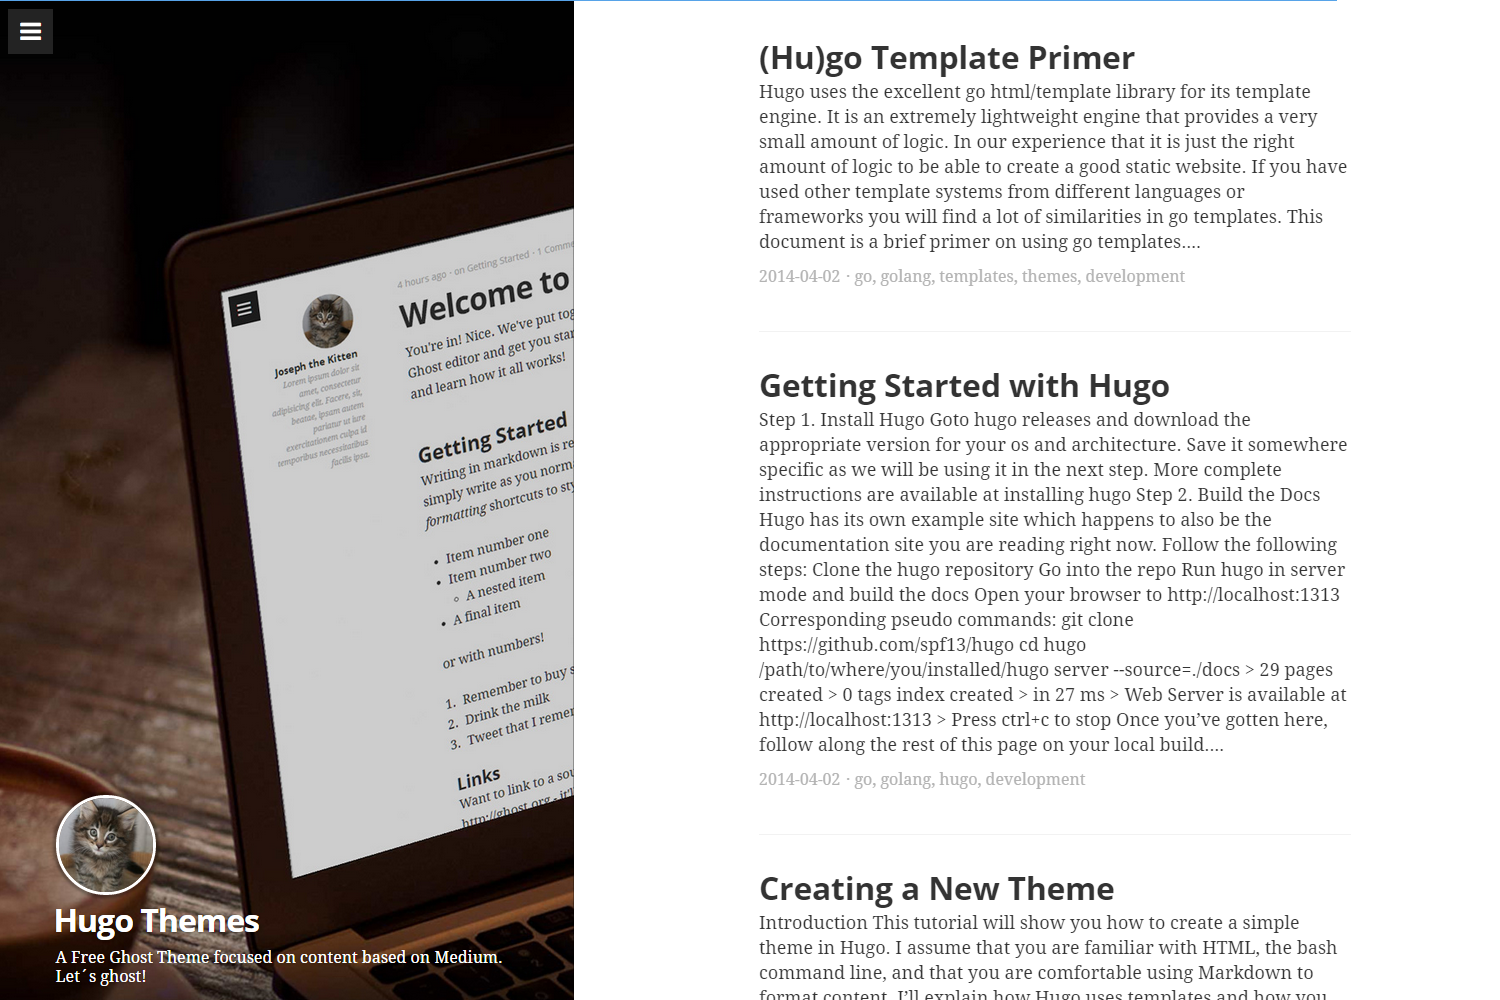 4 hours ago · on Getting Started · 1 Comme
Welcome to
You're in! Nice. We've put tog
Ghost editor and get you star
and learn how it all works!
Joseph the Kitten
Lorem ipsum dolor sit
amet, consectetur
adipisicing elit. Facere, sit,
beatae, ipsam autem
pariatur ut iure
exercitationem culpa id
temporibus necessitatibus
facilis ipsa.
Getting Started
Writing in markdown is re
simply write as you norm
formatting shortcuts to sty
• Item number one
• Item number two
◦ A nested item
• A final item
or with numbers!
1. Remember to buy s
2. Drink the milk
3. Tweet that I remem
Links
Want to link to a sou
http://ghost.org - it'l
Hugo Themes
A Free Ghost Theme focused on content based on Medium.
Let´s ghost!
(Hu)go Template Primer
Hugo uses the excellent go html/template library for its template
engine. It is an extremely lightweight engine that provides a very
small amount of logic. In our experience that it is just the right
amount of logic to be able to create a good static website. If you have
used other template systems from different languages or
frameworks you will find a lot of similarities in go templates. This
document is a brief primer on using go templates.…
2014-04-02 · go, golang, templates, themes, development
Getting Started with Hugo
Step 1. Install Hugo Goto hugo releases and download the
appropriate version for your os and architecture. Save it somewhere
specific as we will be using it in the next step. More complete
instructions are available at installing hugo Step 2. Build the Docs
Hugo has its own example site which happens to also be the
documentation site you are reading right now. Follow the following
steps: Clone the hugo repository Go into the repo Run hugo in server
mode and build the docs Open your browser to http://localhost:1313
Corresponding pseudo commands: git clone
https://github.com/spf13/hugo cd hugo
/path/to/where/you/installed/hugo server --source=./docs > 29 pages
created > 0 tags index created > in 27 ms > Web Server is available at
http://localhost:1313 > Press ctrl+c to stop Once you’ve gotten here,
follow along the rest of this page on your local build.…
2014-04-02 · go, golang, hugo, development
Creating a New Theme
Introduction This tutorial will show you how to create a simple
theme in Hugo. I assume that you are familiar with HTML, the bash
command line, and that you are comfortable using Markdown to
format content. I’ll explain how Hugo uses templates and how you